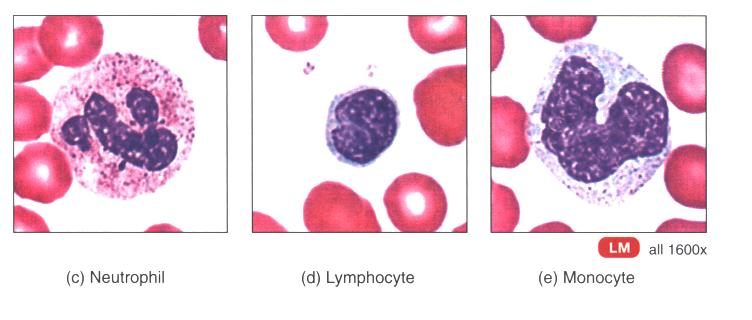 LM all 1600x
(c) Neutrophil
(d) Lymphocyte
(e) Monocyte